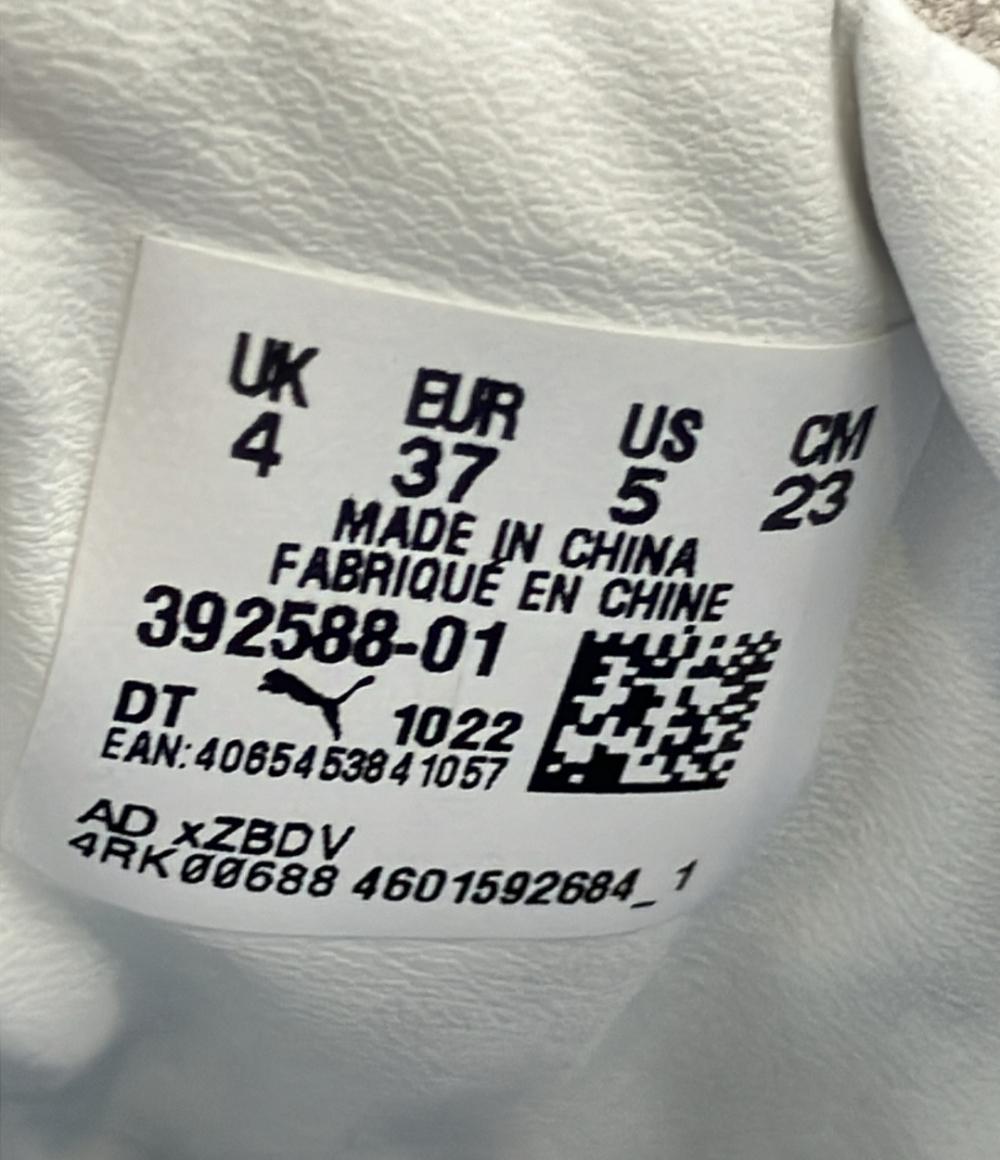 UK EUR US CM
4 37 5 23
MADE IN CHINA
FABRIQUÉ EN CHINE
392588-01
DT 1022
EAN:4065453841057
AD xZBDV
4RK00688 4601592684_1